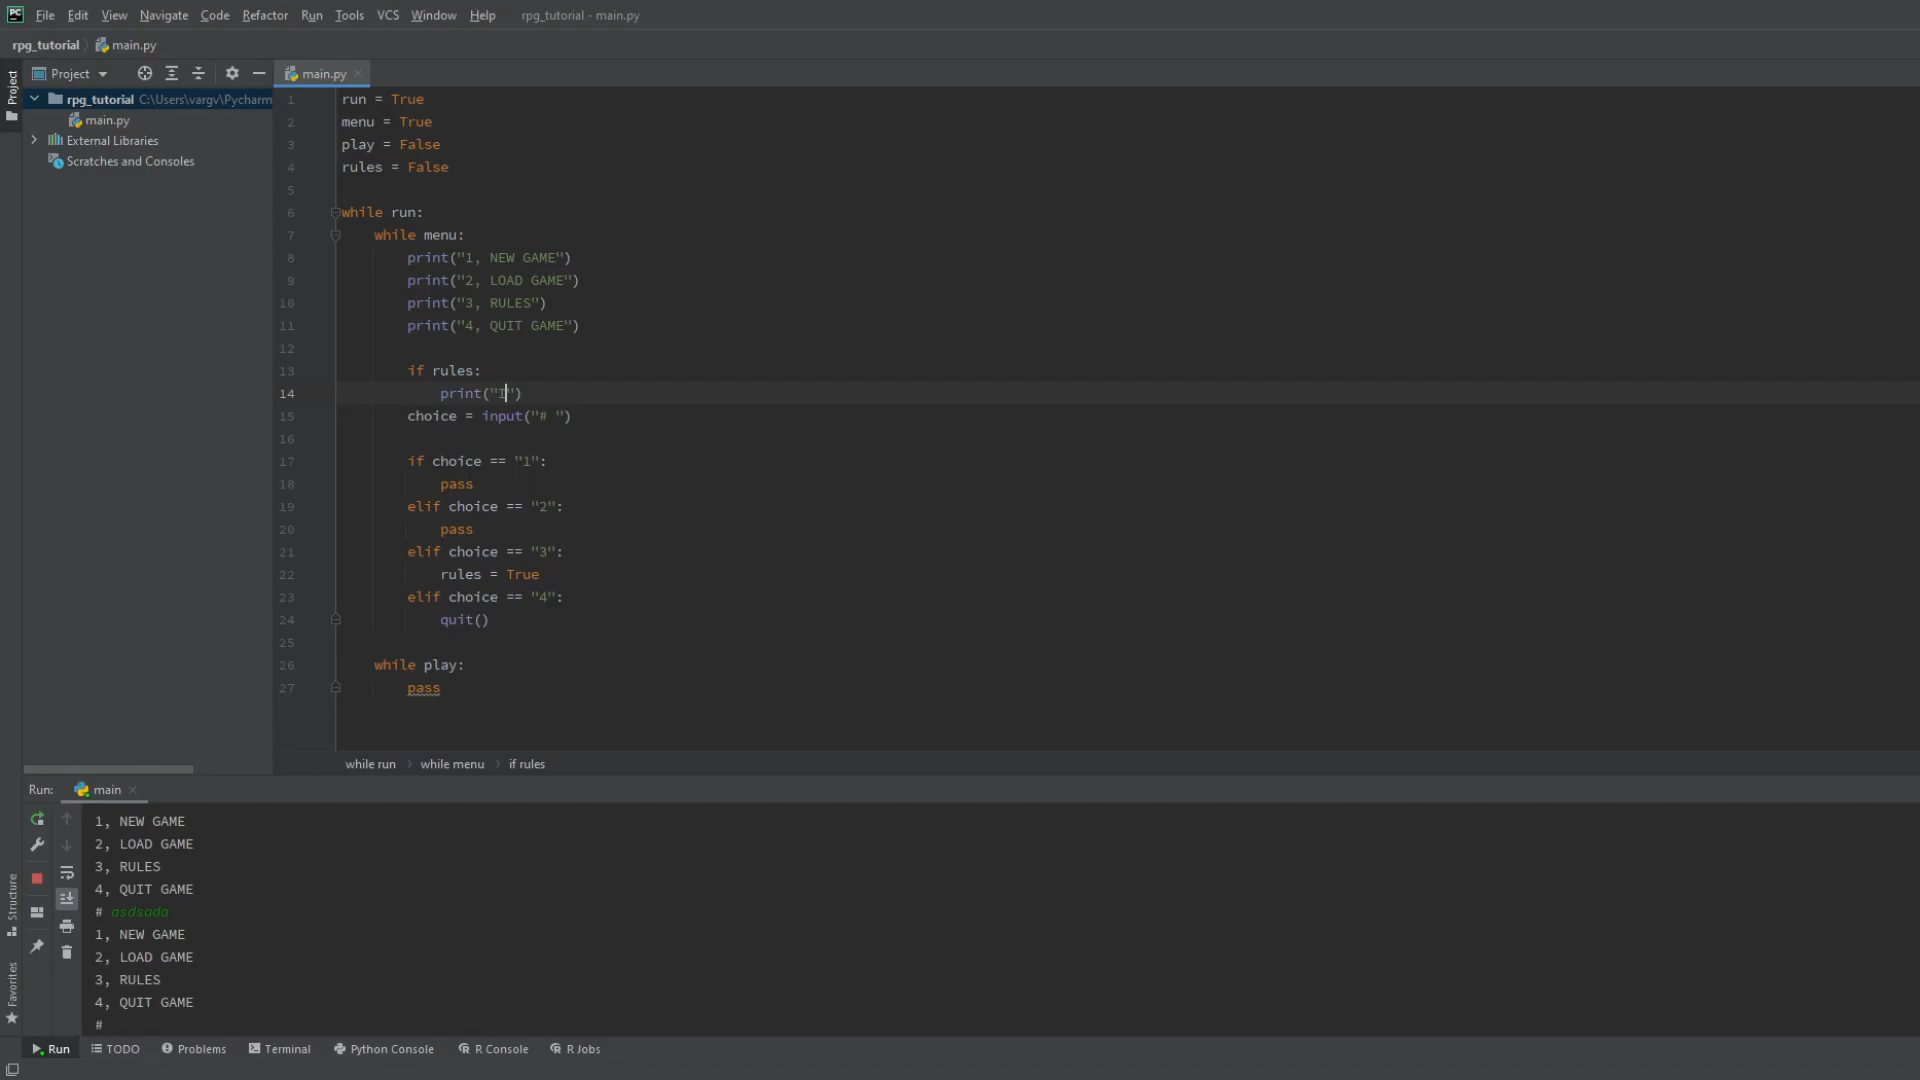 PC File Edit View Navigate Code Refactor Run Tools VCS Window Help rpg_tutorial - main.py
rpg_tutorial main.py
Project
Project main.py
rpg_tutorial C:\Users\vargv\Pycharm
main.py
External Libraries
Scratches and Consoles
1 run = True
2 menu = True
3 play = False
4 rules = False
5
6 while run:
7 while menu:
8 print("1, NEW GAME")
9 print("2, LOAD GAME")
10 print("3, RULES")
11 print("4, QUIT GAME")
12
13 if rules:
14 print("I")
15 choice = input("# ")
16
17 if choice == "1":
18 pass
19 elif choice == "2":
20 pass
21 elif choice == "3":
22 rules = True
23 elif choice == "4":
24 quit()
25
26 while play:
27 pass
while run while menu if rules
Run: main
1, NEW GAME
2, LOAD GAME
3, RULES
4, QUIT GAME
# asdsada
1, NEW GAME
2, LOAD GAME
3, RULES
4, QUIT GAME
#
Structure
Favorites
Run TODO Problems Terminal Python Console R Console R Jobs